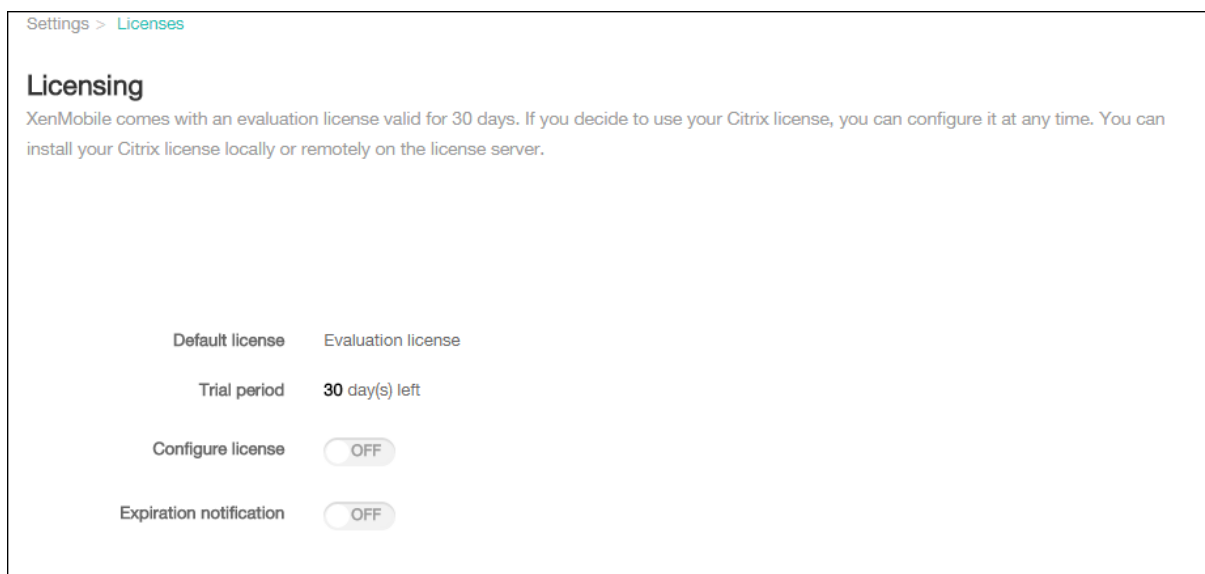 Settings > Licenses
Licensing
XenMobile comes with an evaluation license valid for 30 days. If you decide to use your Citrix license, you can configure it at any time. You can
install your Citrix license locally or remotely on the license server.
Default license Evaluation license
Trial period 30 day(s) left
Configure license OFF
Expiration notification OFF